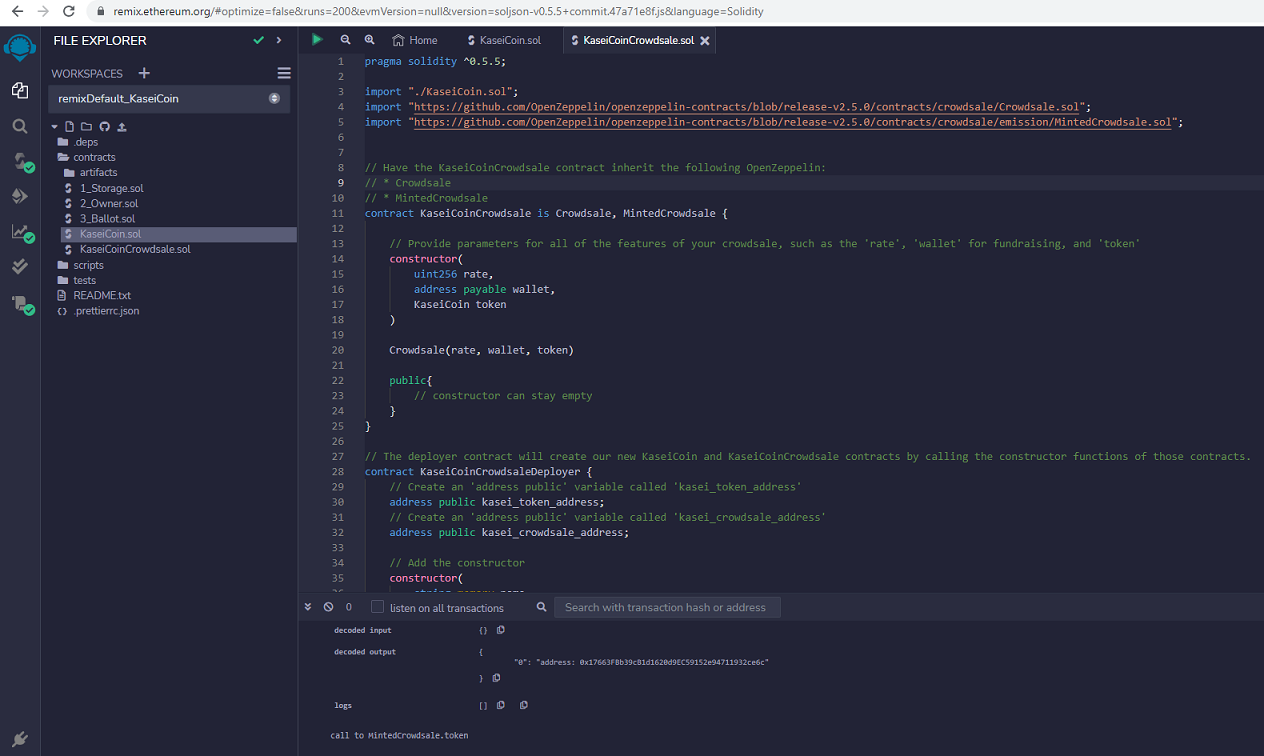 remix.ethereum.org/#optimize=false&runs=200&evmVersion=null&version=soljson-v0.5.5+commit.47a71e8f.js&language=Solidity
FILE EXPLORER
WORKSPACES
remixDefault_KaseiCoin
.deps
contracts
artifacts
1_Storage.sol
2_Owner.sol
3_Ballot.sol
KaseiCoin.sol
KaseiCoinCrowdsale.sol
scripts
tests
README.txt
.prettierrc.json
Home
KaseiCoin.sol
KaseiCoinCrowdsale.sol
1 pragma solidity ^0.5.5;
2
3 import "./KaseiCoin.sol";
4 import "https://github.com/OpenZeppelin/openzeppelin-contracts/blob/release-v2.5.0/contracts/crowdsale/Crowdsale.sol";
5 import "https://github.com/OpenZeppelin/openzeppelin-contracts/blob/release-v2.5.0/contracts/crowdsale/emission/MintedCrowdsale.sol";
6
7
8 // Have the KaseiCoinCrowdsale contract inherit the following OpenZeppelin:
9 // * Crowdsale
10 // * MintedCrowdsale
11 contract KaseiCoinCrowdsale is Crowdsale, MintedCrowdsale {
12
13 // Provide parameters for all of the features of your crowdsale, such as the 'rate', 'wallet' for fundraising, and 'token'
14 constructor(
15 uint256 rate,
16 address payable wallet,
17 KaseiCoin token
18 )
19
20 Crowdsale(rate, wallet, token)
21
22 public{
23 // constructor can stay empty
24 }
25 }
26
27 // The deployer contract will create our new KaseiCoin and KaseiCoinCrowdsale contracts by calling the constructor functions of those contracts.
28 contract KaseiCoinCrowdsaleDeployer {
29 // Create an 'address public' variable called 'kasei_token_address'
30 address public kasei_token_address;
31 // Create an 'address public' variable called 'kasei_crowdsale_address'
32 address public kasei_crowdsale_address;
33
34 // Add the constructor
35 constructor(
36 string memory name
0
listen on all transactions
Search with transaction hash or address
decoded input {}
decoded output {
"0": "address: 0x17663F8b39cB1d1620d9EC59152e94711932ce6c"
}
logs []
call to MintedCrowdsale.token